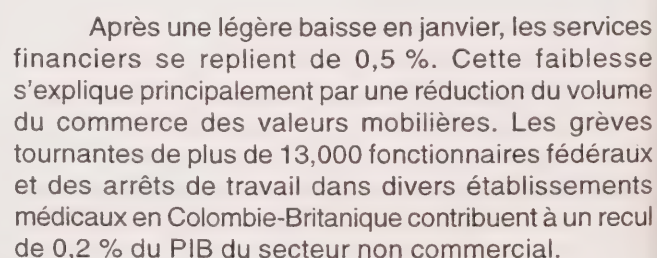 Après une légère baisse en janvier, les services
financiers se replient de 0,5 %. Cette faiblesse
s'explique principalement par une réduction du volume
du commerce des valeurs mobilières. Les grèves
tournantes de plus de 13,000 fonctionnaires fédéraux
et des arrêts de travail dans divers établissements
médicaux en Colombie-Britanique contribuent à un recul
de 0,2 % du PIB du secteur non commercial.